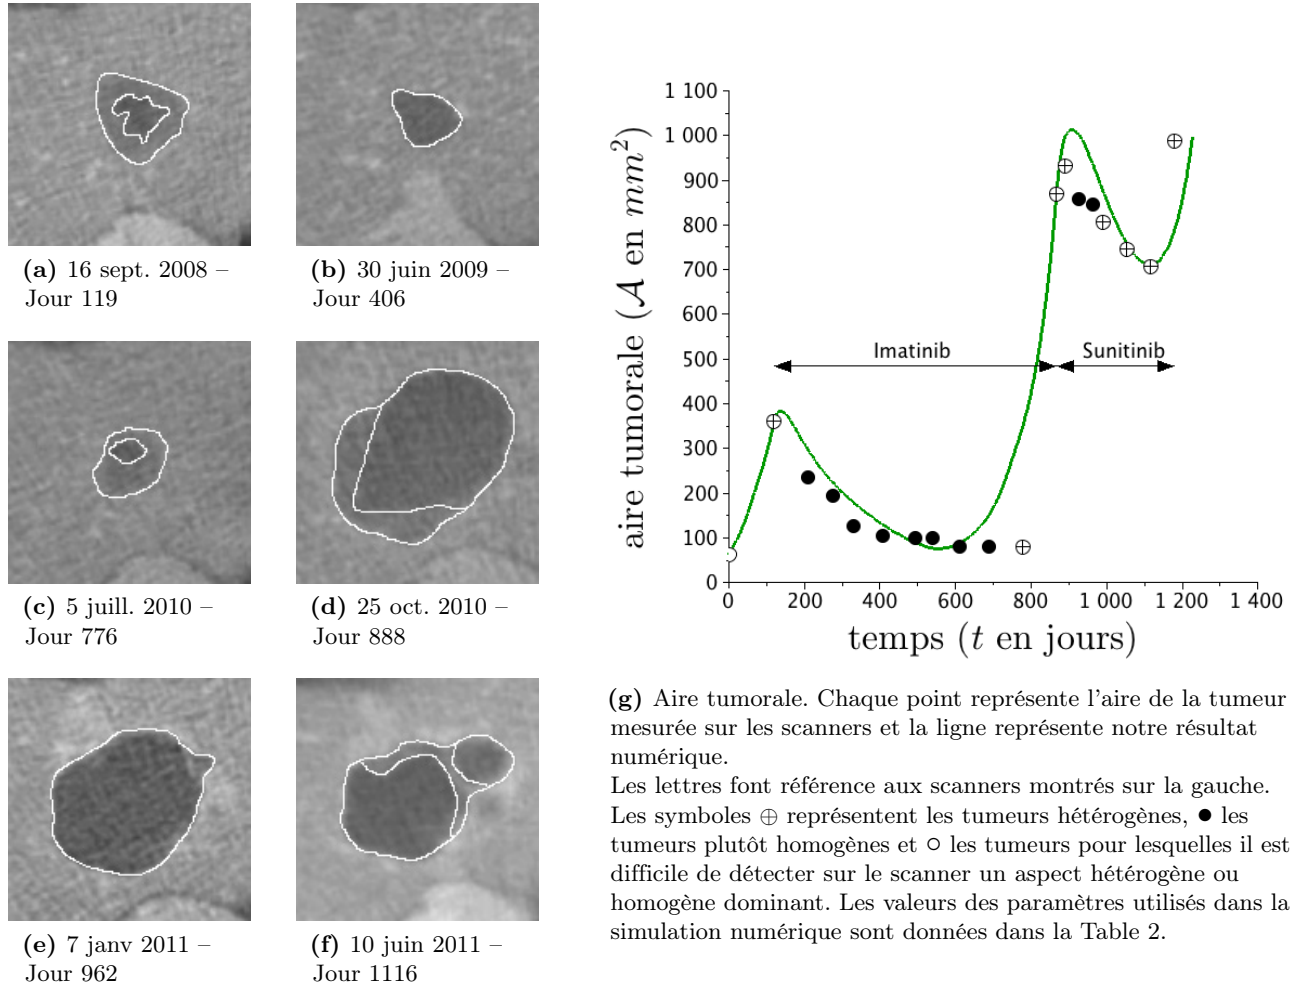 (a) 16 sept. 2008 –
Jour 119
(b) 30 juin 2009 –
Jour 406
(c) 5 juill. 2010 –
Jour 776
(d) 25 oct. 2010 –
Jour 888
(e) 7 janv 2011 –
Jour 962
(f) 10 juin 2011 –
Jour 1116
aire tumorale (𝒜 en mm²)
1 100
1 000
900
800
700
600
500
400
300
200
100
0
Imatinib
Sunitinib
0 200 400 600 800 1 000 1 200 1 400
temps (t en jours)
(g) Aire tumorale. Chaque point représente l'aire de la tumeur
mesurée sur les scanners et la ligne représente notre résultat
numérique.
Les lettres font référence aux scanners montrés sur la gauche.
Les symboles ⊕ représentent les tumeurs hétérogènes, ● les
tumeurs plutôt homogènes et ○ les tumeurs pour lesquelles il est
difficile de détecter sur le scanner un aspect hétérogène ou
homogène dominant. Les valeurs des paramètres utilisés dans la
simulation numérique sont données dans la Table 2.